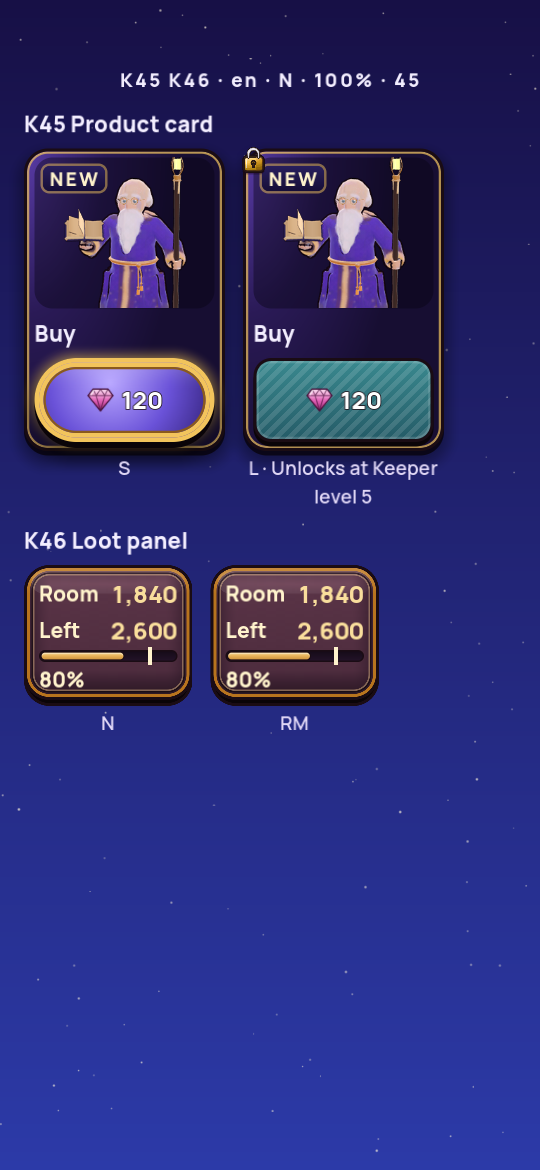 K45 K46 · en · N · 100% · 45
K45 Product card
NEW
Buy
120
S
NEW
Buy
120
L · Unlocks at Keeper
level 5
K46 Loot panel
Room 1,840
Left 2,600
80%
N
Room 1,840
Left 2,600
80%
RM